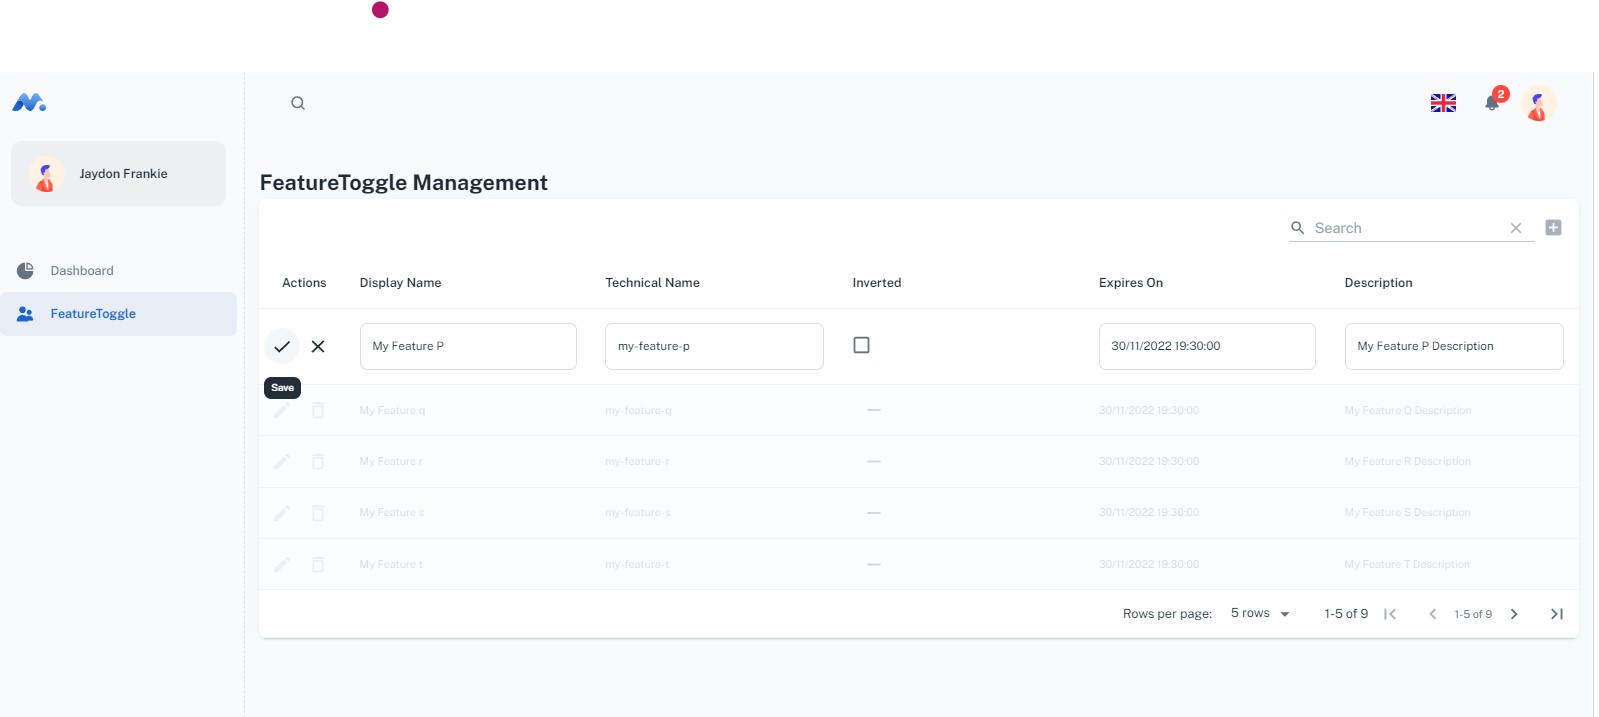 2
Jaydon Frankie
FeatureToggle Management
Search
Dashboard
FeatureToggle
Actions Display Name Technical Name Inverted Expires On Description
My Feature P my-feature-p 30/11/2022 19:30:00 My Feature P Description
Save
My Feature q my-feature-q 30/11/2022 19:30:00 My Feature Q Description
My Feature r my-feature-r 30/11/2022 19:30:00 My Feature R Description
My Feature s my-feature-s 30/11/2022 19:30:00 My Feature S Description
My Feature t my-feature-t 30/11/2022 19:30:00 My Feature T Description
Rows per page: 5 rows 1-5 of 9 1-5 of 9